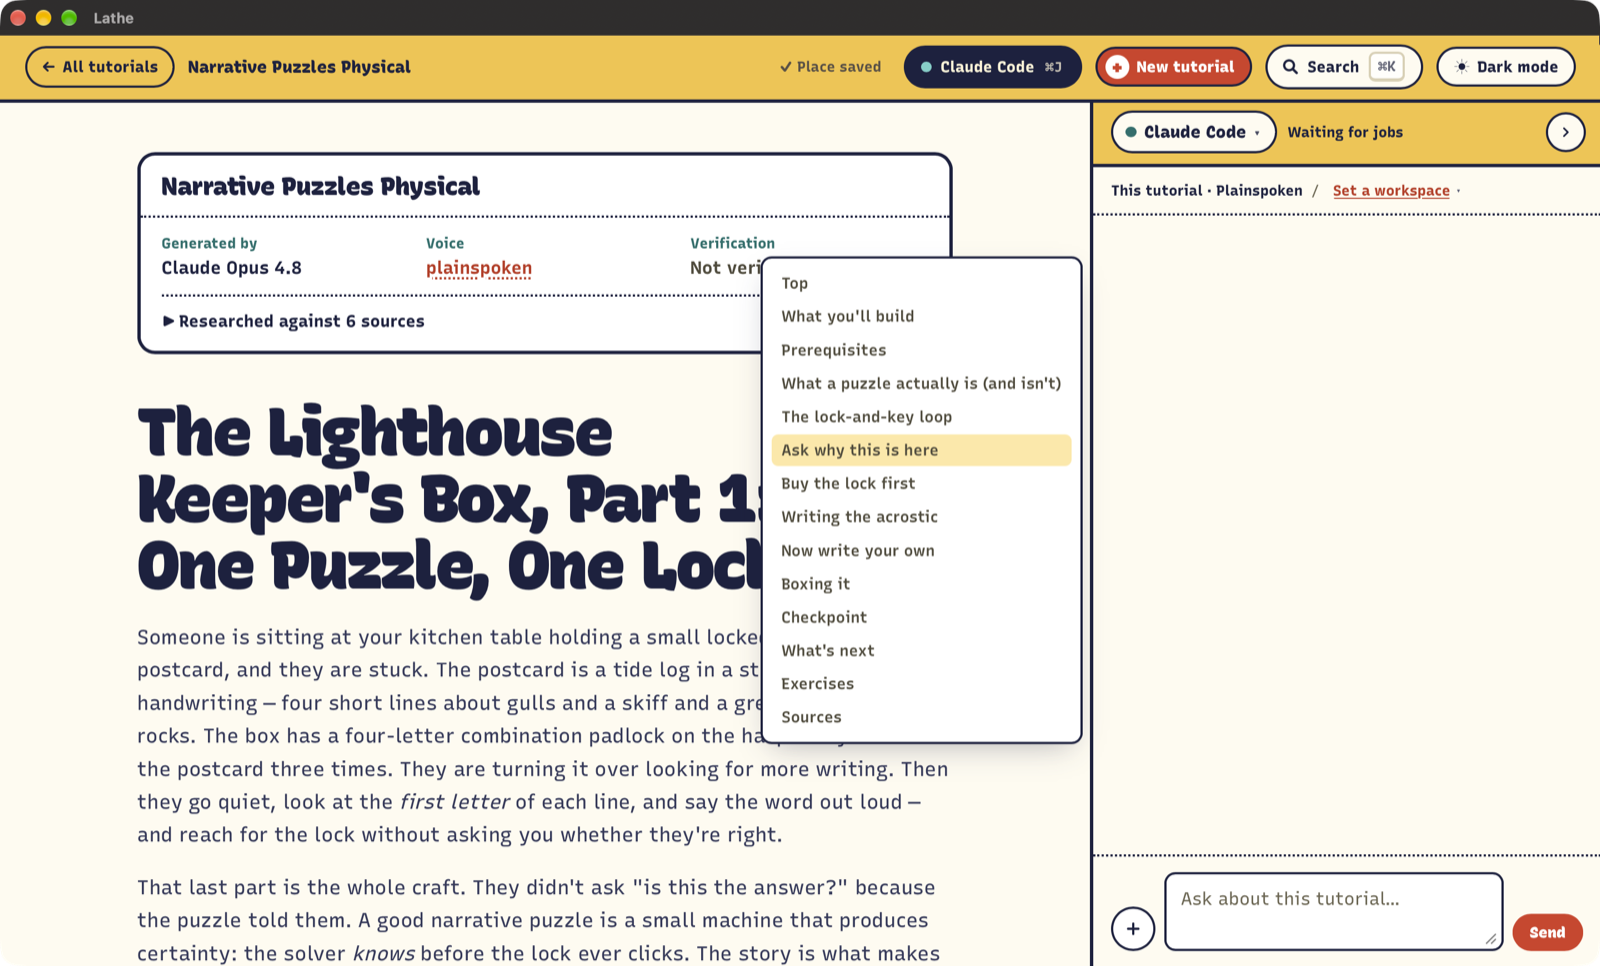 Lathe
← All tutorials
Narrative Puzzles Physical
✓ Place saved
Claude Code ⌘J
New tutorial
Search ⌘K
Dark mode
Claude Code
Waiting for jobs
This tutorial · Plainspoken / Set a workspace ·
Narrative Puzzles Physical
Generated by
Claude Opus 4.8
Voice
plainspoken
Verification
Not veri
▶ Researched against 6 sources
Top
What you'll build
Prerequisites
What a puzzle actually is (and isn't)
The lock-and-key loop
Ask why this is here
Buy the lock first
Writing the acrostic
Now write your own
Boxing it
Checkpoint
What's next
Exercises
Sources
The Lighthouse
Keeper's Box, Part 1:
One Puzzle, One Lock
Someone is sitting at your kitchen table holding a small locked
postcard, and they are stuck. The postcard is a tide log in a st
handwriting — four short lines about gulls and a skiff and a gre
rocks. The box has a four-letter combination padlock on the
the postcard three times. They are turning it over looking for more writing. Then
they go quiet, look at the first letter of each line, and say the word out loud —
and reach for the lock without asking you whether they're right.
That last part is the whole craft. They didn't ask "is this the answer?" because
the puzzle told them. A good narrative puzzle is a small machine that produces
certainty: the solver knows before the lock ever clicks. The story is what makes
Ask about this tutorial...
Send